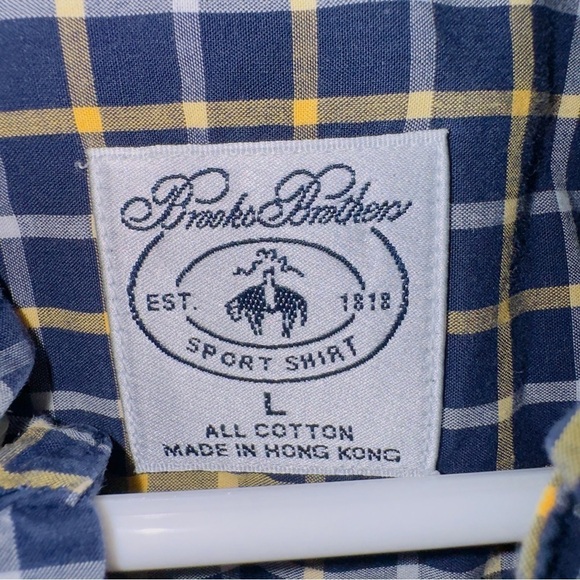 Brooks Brothers
EST. 1818
SPORT SHIRT
L
ALL COTTON
MADE IN HONG KONG